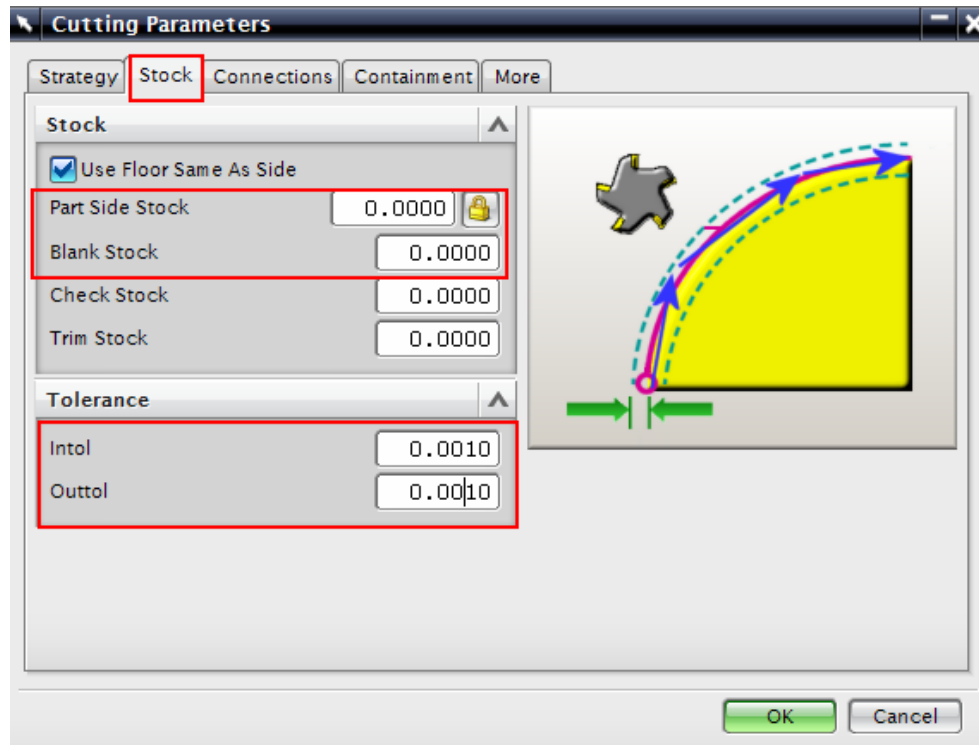 Cutting Parameters
Strategy Stock Connections Containment More
Stock
Use Floor Same As Side
Part Side Stock 0.0000
Blank Stock 0.0000
Check Stock 0.0000
Trim Stock 0.0000
Tolerance
Intol 0.0010
Outtol 0.0010
OK Cancel